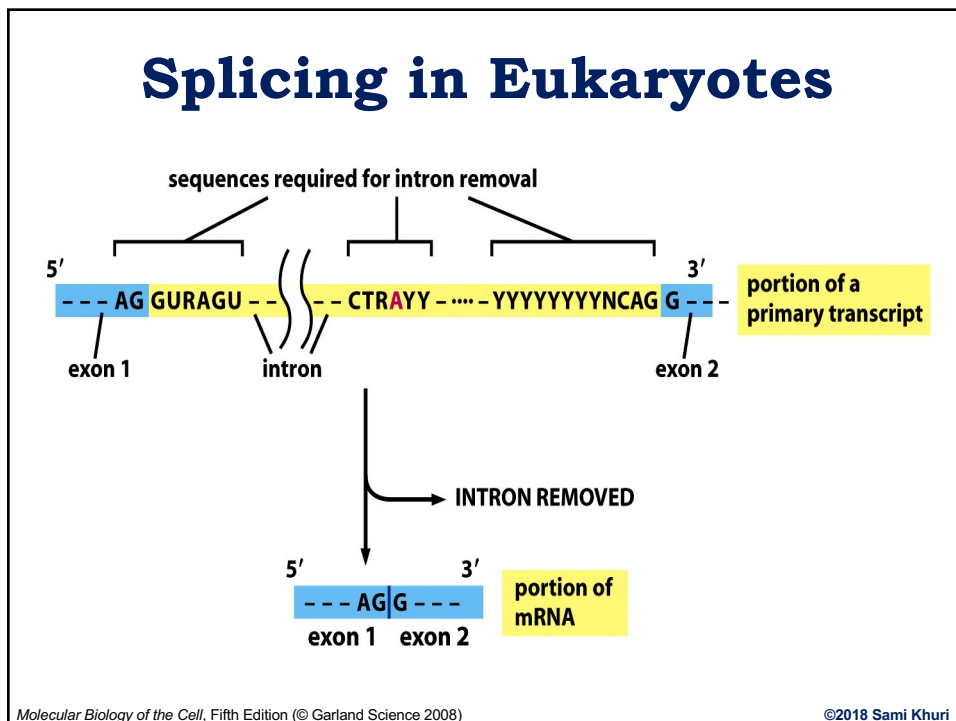 Splicing in Eukaryotes
sequences required for intron removal
5′ 3′
– – – AG GURAGU – – – – CTRAYY – ···· – YYYYYYYYNCAG G – – –
portion of a
primary transcript
exon 1 intron exon 2
INTRON REMOVED
5′ 3′
– – – AG G – – –
portion of
mRNA
exon 1 exon 2
Molecular Biology of the Cell, Fifth Edition (© Garland Science 2008) ©2018 Sami Khuri